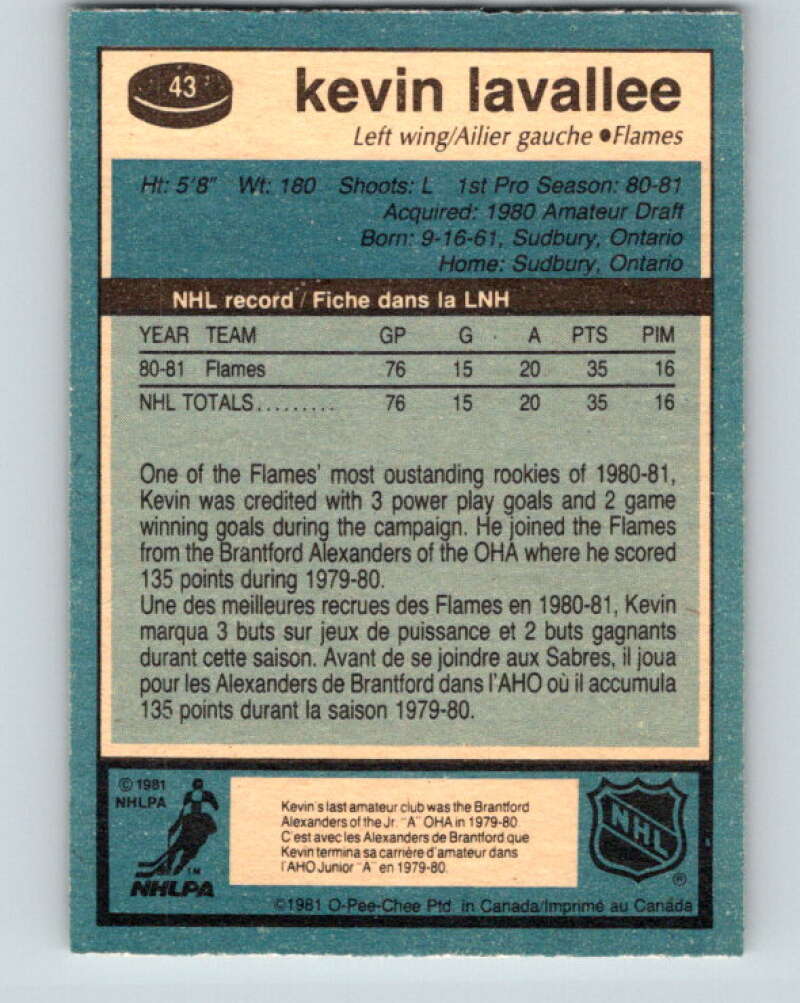 43
kevin lavallee
Left wing/Ailier gauche ●Flames
Ht: 5'8" Wt: 180 Shoots: L 1st Pro Season: 80-81
Acquired: 1980 Amateur Draft
Born: 9-16-61, Sudbury, Ontario
Home: Sudbury, Ontario
NHL record / Fiche dans la LNH
YEAR TEAM GP G A PTS PIM
80-81 Flames 76 15 20 35 16
NHL TOTALS......... 76 15 20 35 16
One of the Flames' most oustanding rookies of 1980-81,
Kevin was credited with 3 power play goals and 2 game
winning goals during the campaign. He joined the Flames
from the Brantford Alexanders of the OHA where he scored
135 points during 1979-80.
Une des meilleures recrues des Flames en 1980-81, Kevin
marqua 3 buts sur jeux de puissance et 2 buts gagnants
durant cette saison. Avant de se joindre aux Sabres, il joua
pour les Alexanders de Brantford dans l'AHO où il accumula
135 points durant la saison 1979-80.
© 1981
NHLPA
TM
NHLPA
Kevin's last amateur club was the Brantford
Alexanders of the Jr. "A" OHA in 1979-80
C'est avec les Alexanders de Brantford que
Kevin termina sa carrière d'amateur dans
l'AHO Junior "A" en 1979-80.
NHL
®
©1981 O-Pee-Chee Ptd. in Canada/Imprimé au Canada